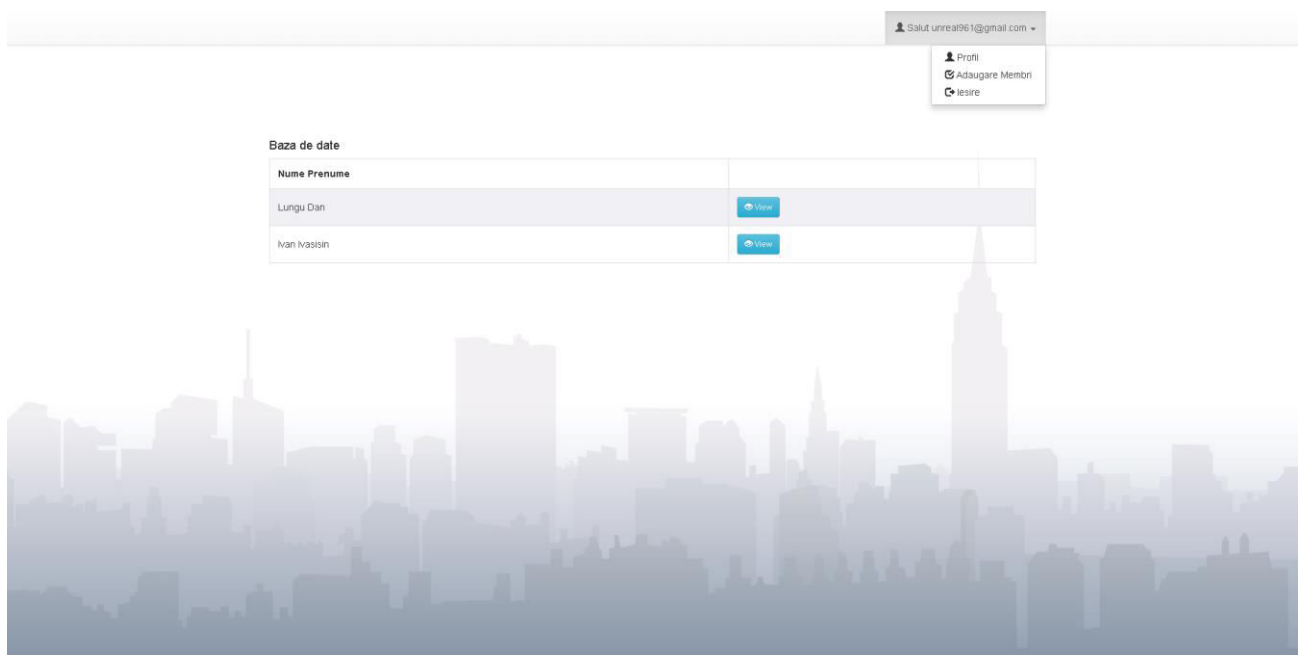 Salut unreal961@gmail.com
Profil
Adaugare Membri
Iesire
Baza de date
Nume Prenume
Lungu Dan
View
Ivan Ivasisin
View